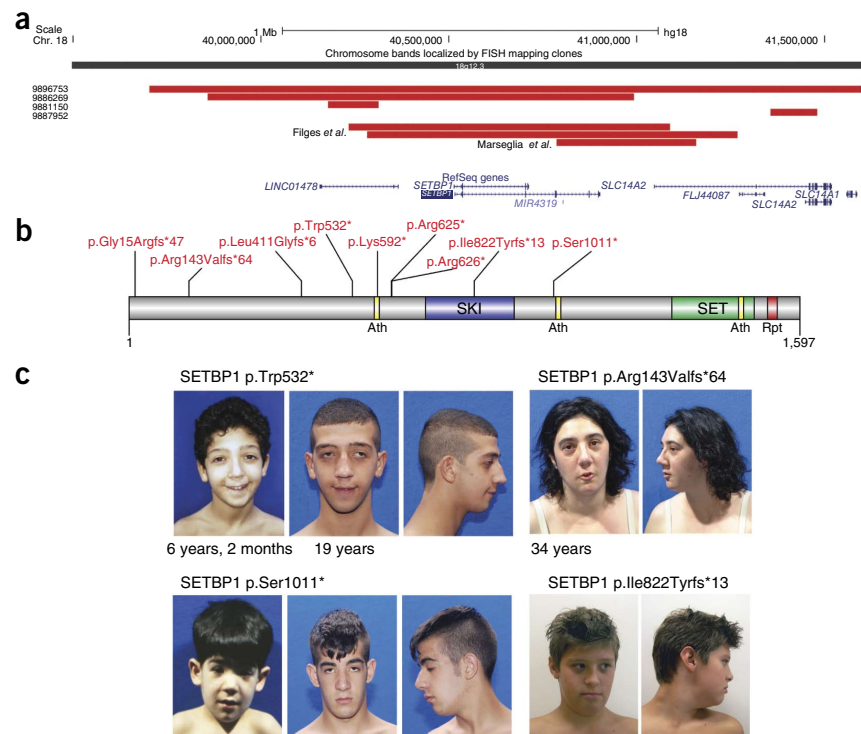 a
Scale
1 Mb
hg18
Chr. 18
40,000,000
40,500,000
41,000,000
41,500,000
Chromosome bands localized by FISH mapping clones
18q12.3
9896753
9886269
9881150
9887952
Filges et al.
Marseglia et al.
RefSeq genes
LINC01478
SETBP1
SLC14A2
SETBP1
FLJ44087
SLC14A1
MIR4319
SLC14A2
b
p.Gly15Argfs*47
p.Arg143Valfs*64
p.Leu411Glyfs*6
p.Trp532*
p.Lys592*
p.Arg625*
p.Arg626*
p.Ile822Tyrfs*13
p.Ser1011*
SKI
SET
Ath
Ath
Ath
Rpt
1
1,597
c
SETBP1 p.Trp532*
SETBP1 p.Arg143Valfs*64
6 years, 2 months
19 years
34 years
SETBP1 p.Ser1011*
SETBP1 p.Ile822Tyrfs*13